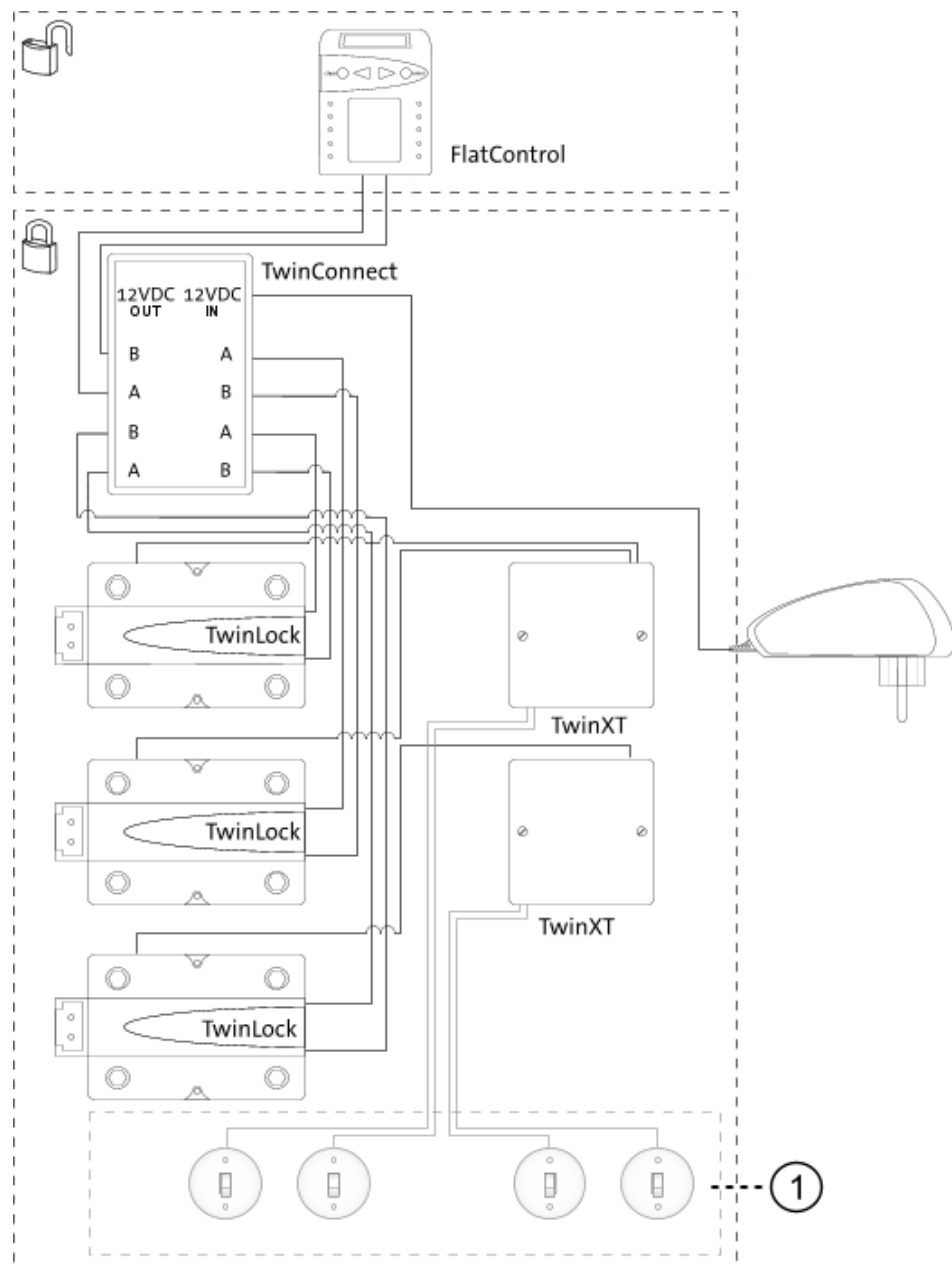 FlatControl
TwinConnect
12VDC 12VDC
OUT IN
B A
A B
B A
A B
TwinLock
TwinXT
TwinLock
TwinXT
TwinLock
1